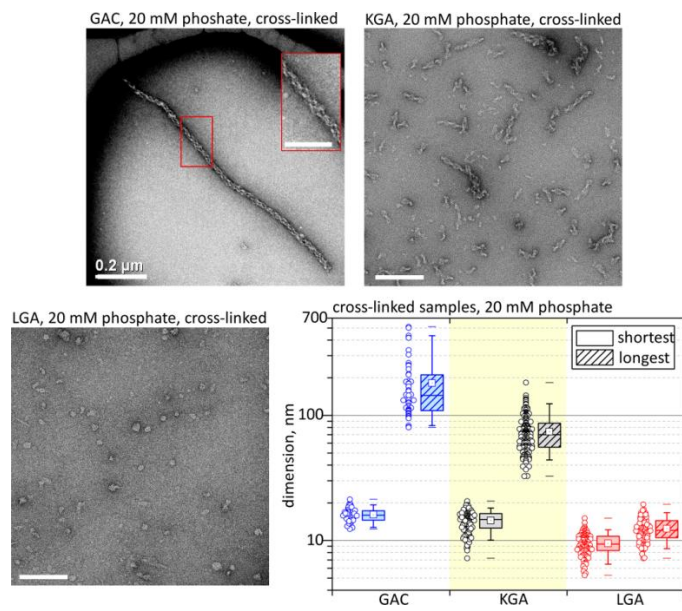 GAC, 20 mM phoshate, cross-linked
KGA, 20 mM phosphate, cross-linked
0.2 µm
LGA, 20 mM phosphate, cross-linked
cross-linked samples, 20 mM phosphate
700
100
10
dimension, nm
shortest
longest
GAC
KGA
LGA